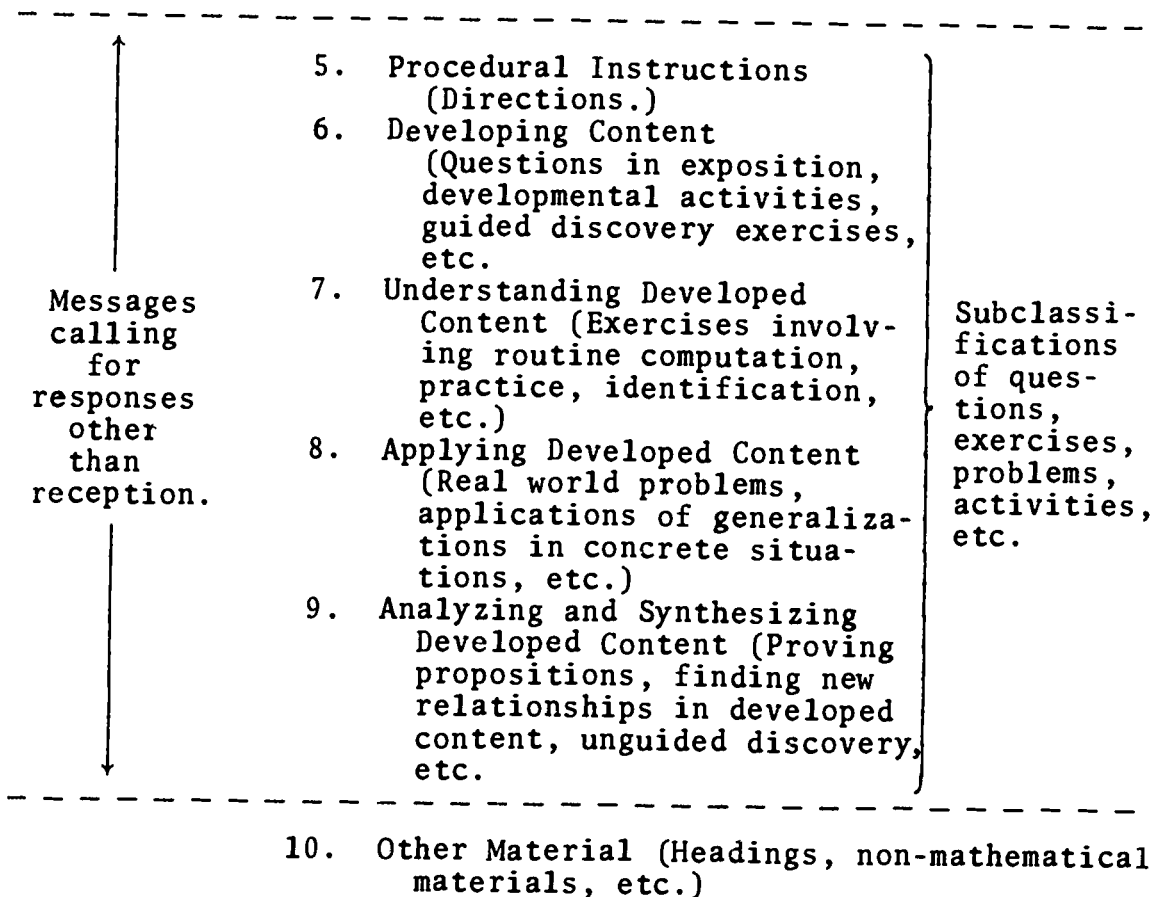 5. Procedural Instructions
(Directions.)
6. Developing Content
(Questions in exposition,
developmental activities,
guided discovery exercises,
etc.
7. Understanding Developed
Content (Exercises involv-
ing routine computation,
practice, identification,
etc.)
8. Applying Developed Content
(Real world problems,
applications of generaliza-
tions in concrete situa-
tions, etc.)
9. Analyzing and Synthesizing
Developed Content (Proving
propositions, finding new
relationships in developed
content, unguided discovery,
etc.
Messages
calling
for
responses
other
than
reception.
Subclassi-
fications
of ques-
tions,
exercises,
problems,
activities,
etc.
10. Other Material (Headings, non-mathematical
materials, etc.)